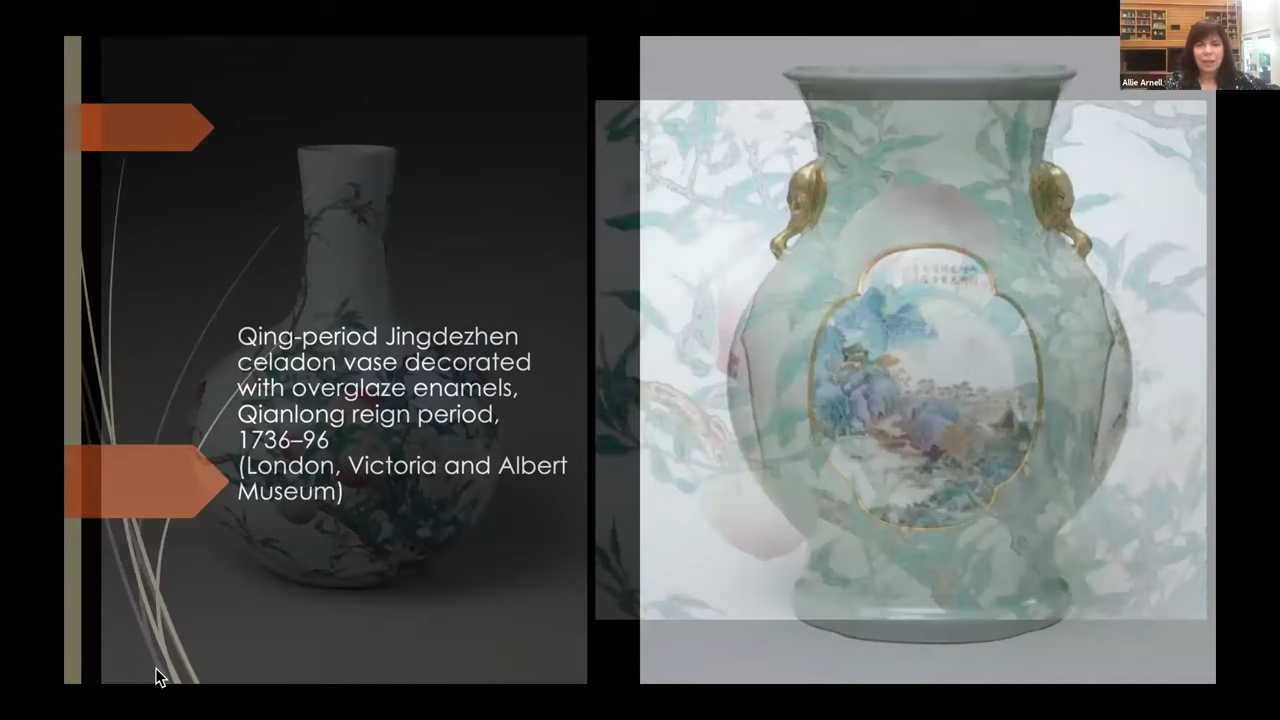 Allie Arnell
Qing-period Jingdezhen
celadon vase decorated
with overglaze enamels,
Qianlong reign period,
1736–96
(London, Victoria and Albert
Museum)